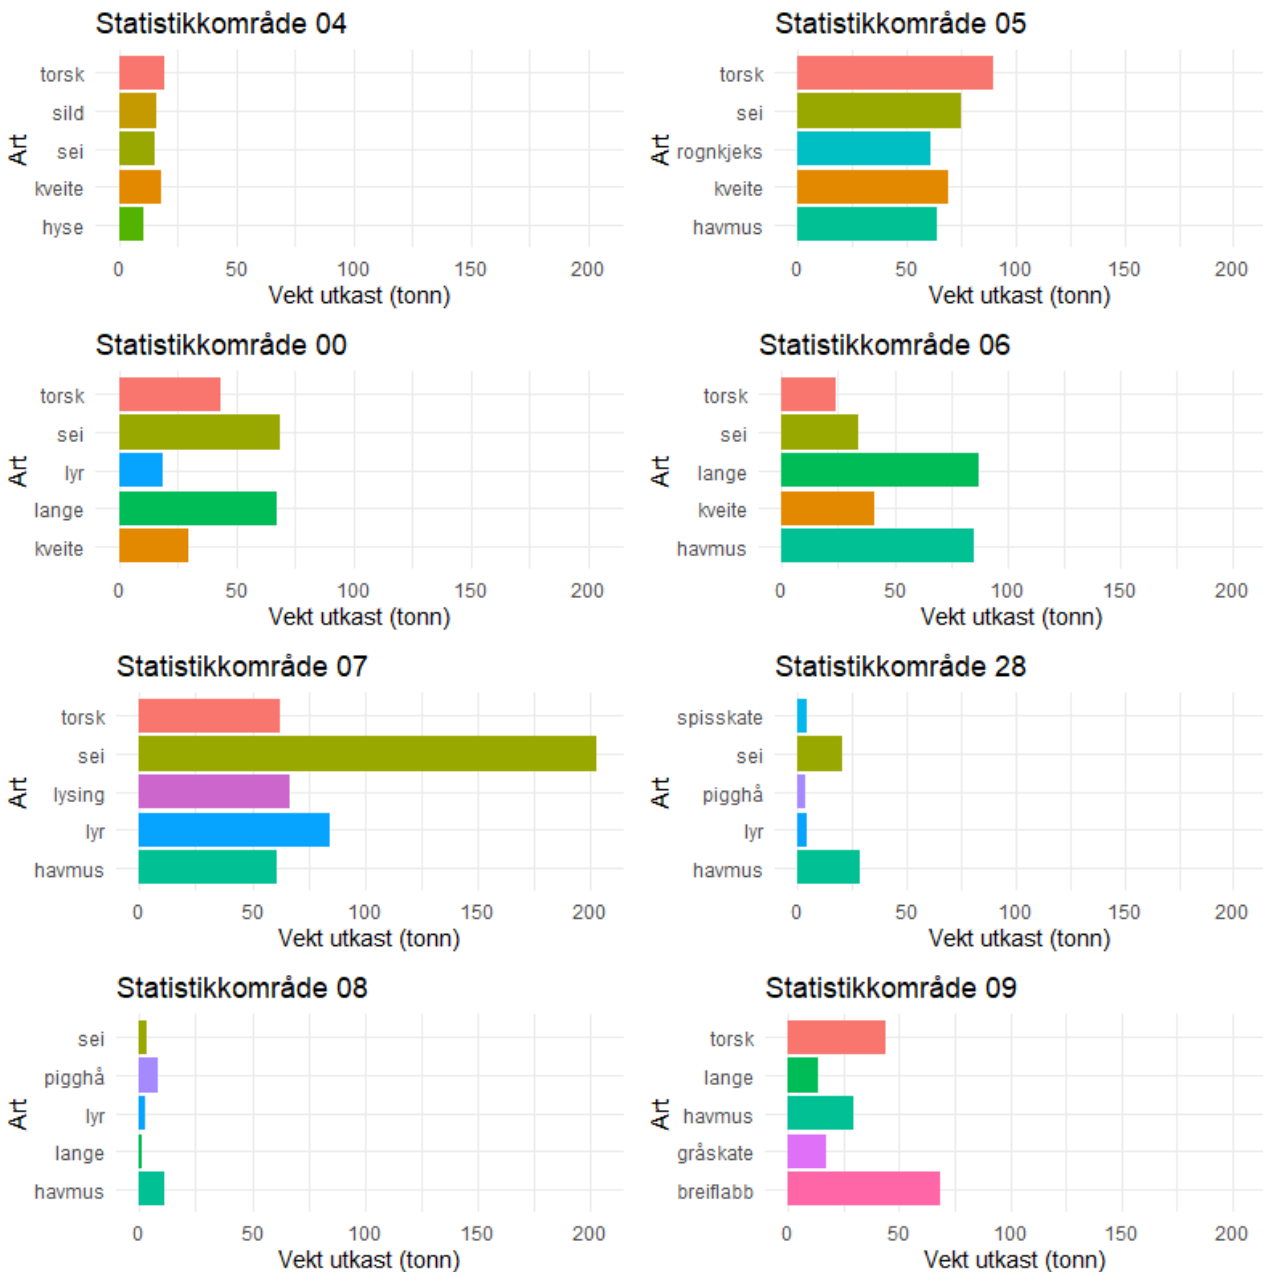 Statistikkområde 04
Art
torsk
sild
sei
kveite
hyse
0 50 100 150 200
Vekt utkast (tonn)
Statistikkområde 05
Art
torsk
sei
rognkjeks
kveite
havmus
0 50 100 150 200
Vekt utkast (tonn)
Statistikkområde 00
Art
torsk
sei
lyr
lange
kveite
0 50 100 150 200
Vekt utkast (tonn)
Statistikkområde 06
Art
torsk
sei
lange
kveite
havmus
0 50 100 150 200
Vekt utkast (tonn)
Statistikkområde 07
Art
torsk
sei
lysing
lyr
havmus
0 50 100 150 200
Vekt utkast (tonn)
Statistikkområde 28
Art
spisskate
sei
pigghå
lyr
havmus
0 50 100 150 200
Vekt utkast (tonn)
Statistikkområde 08
Art
sei
pigghå
lyr
lange
havmus
0 50 100 150 200
Vekt utkast (tonn)
Statistikkområde 09
Art
torsk
lange
havmus
gråskate
breiflabb
0 50 100 150 200
Vekt utkast (tonn)